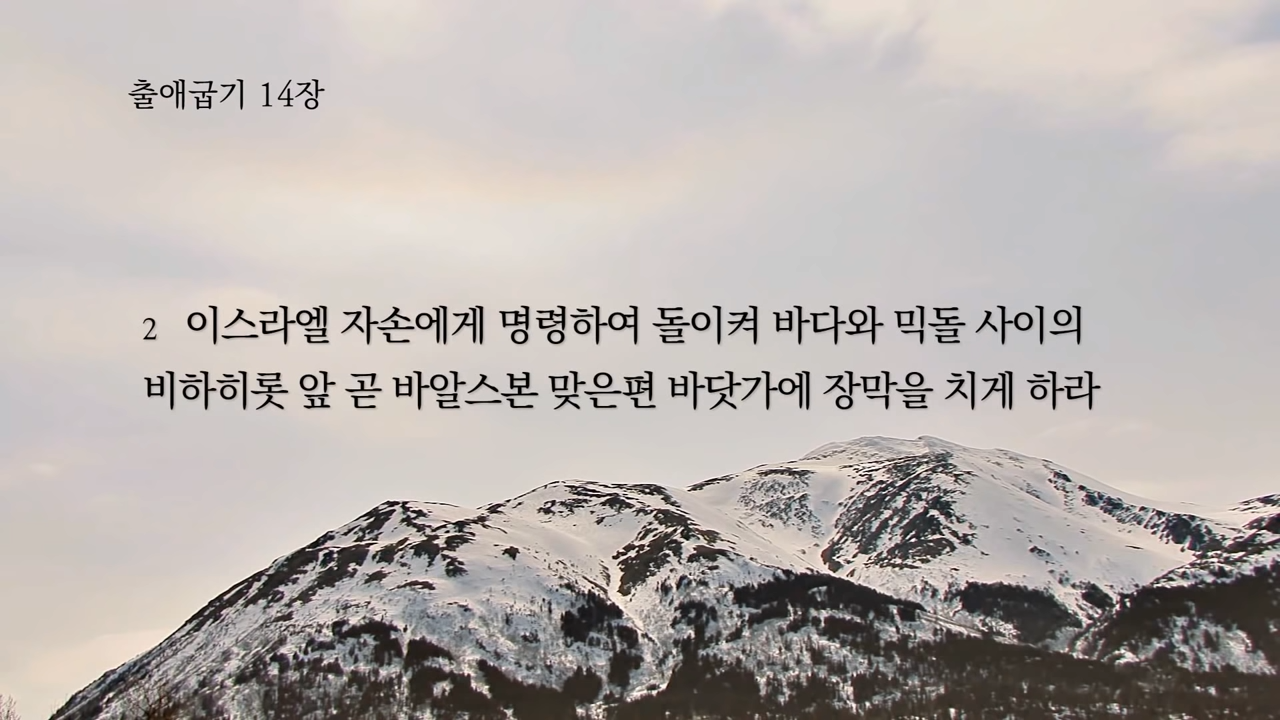 출애굽기 14장
2 이스라엘 자손에게 명령하여 돌이켜 바다와 믹돌 사이의
비하히롯 앞 곧 바알스본 맞은편 바닷가에 장막을 치게 하라